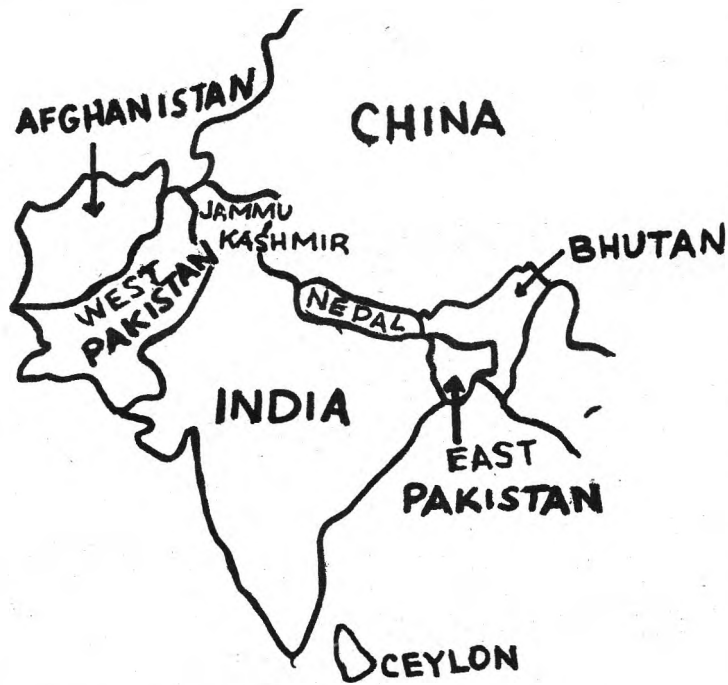 AFGHANISTAN
CHINA
JAMMU
KASHMIR
BHUTAN
WEST
PAKISTAN
NEPAL
INDIA
EAST
PAKISTAN
CEYLON